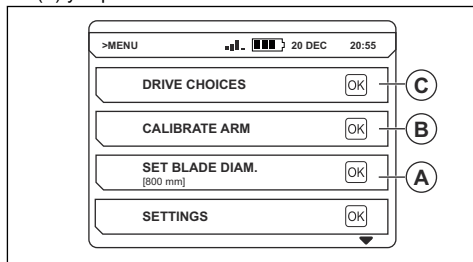 >MENU 20 DEC 20:55
DRIVE CHOICES OK C
CALIBRATE ARM OK B
SET BLADE DIAM.
[800 mm] OK A
SETTINGS OK